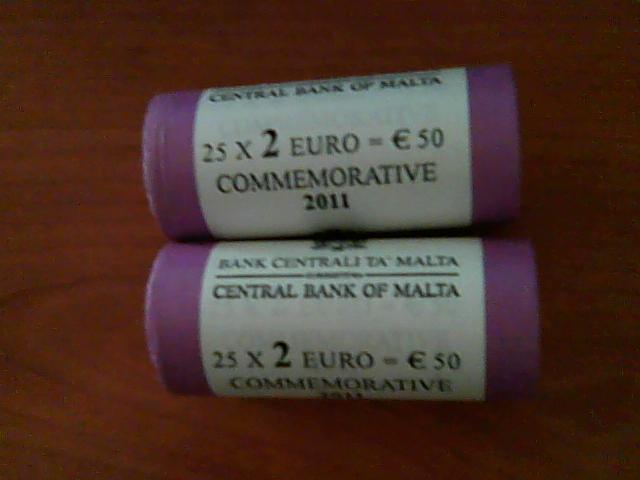 CENTRAL BANK OF MALTA
25 X 2 EURO = € 50
COMMEMORATIVE
2011
BANK CENTRALI TA' MALTA
CENTRAL BANK OF MALTA
25 X 2 EURO = € 50
COMMEMORATIVE
2011